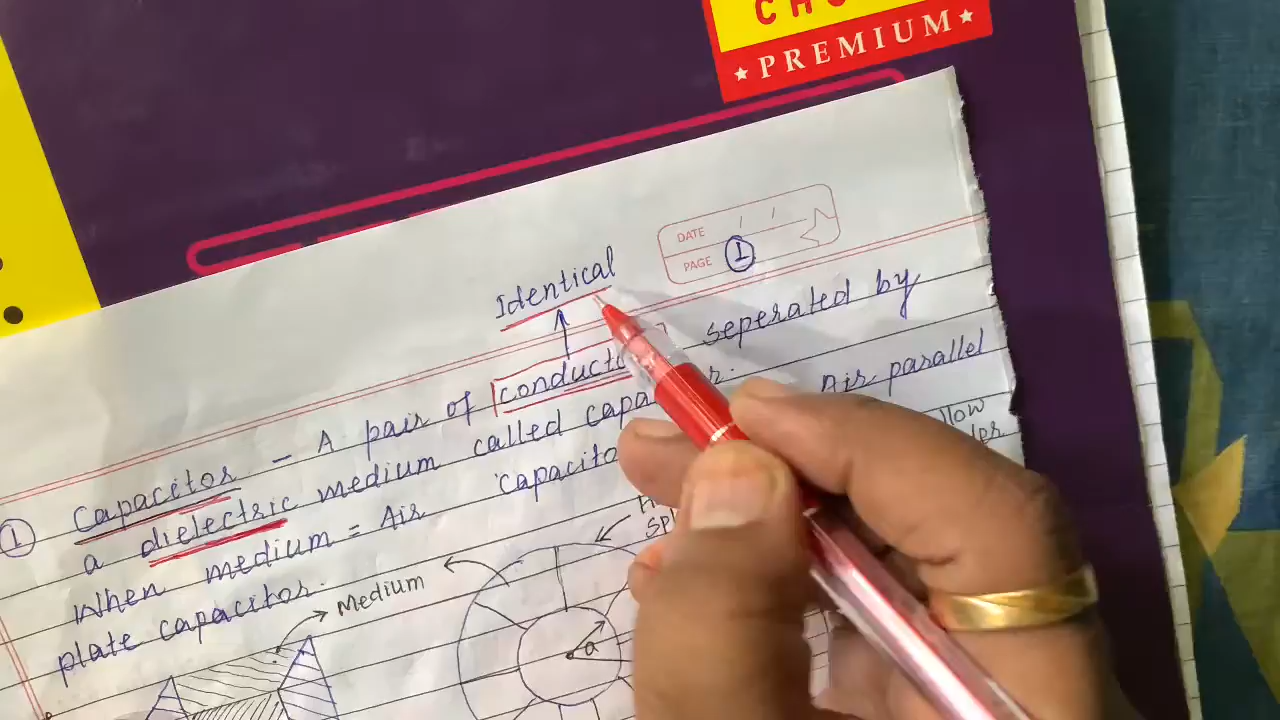 PREMIUM
DATE
PAGE 1
Identical
1 Capacitor - A pair of conduct seperated by
a dielectric medium called capa r.
When medium = Air capacito Air parallel
plate capacitor.
Medium
a